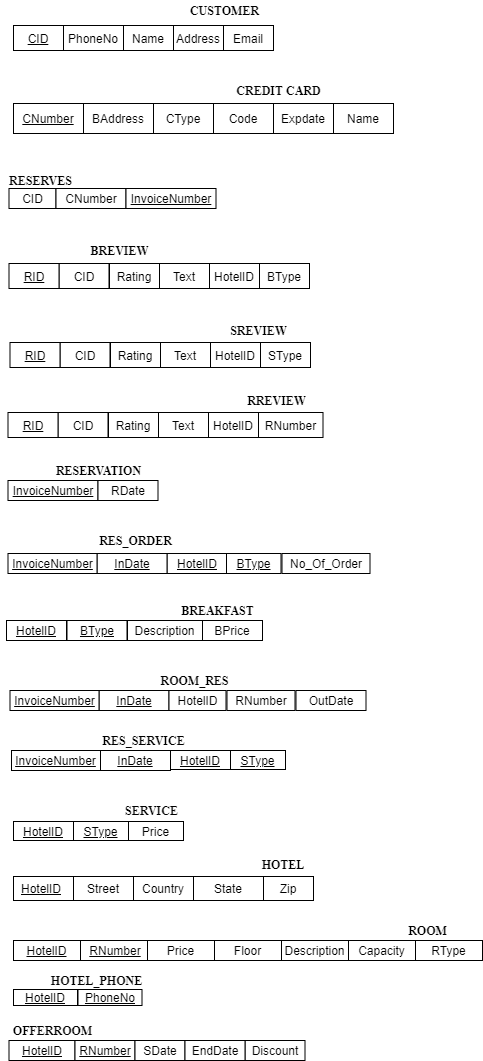 CUSTOMER
CID PhoneNo Name Address Email
CREDIT CARD
CNumber BAddress CType Code Expdate Name
RESERVES
CID CNumber InvoiceNumber
BREVIEW
RID CID Rating Text HotelID BType
SREVIEW
RID CID Rating Text HotelID SType
RREVIEW
RID CID Rating Text HotelID RNumber
RESERVATION
InvoiceNumber RDate
RES_ORDER
InvoiceNumber InDate HotelID BType No_Of_Order
BREAKFAST
HotelID BType Description BPrice
ROOM_RES
InvoiceNumber InDate HotelID RNumber OutDate
RES_SERVICE
InvoiceNumber InDate HotelID SType
SERVICE
HotelID SType Price
HOTEL
HotelID Street Country State Zip
ROOM
HotelID RNumber Price Floor Description Capacity RType
HOTEL_PHONE
HotelID PhoneNo
OFFERROOM
HotelID RNumber SDate EndDate Discount